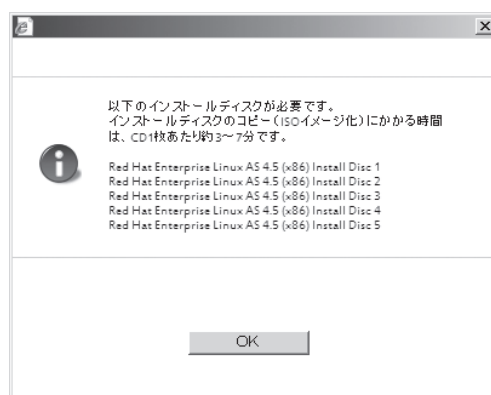 以下のインストールディスクが必要です。
インストールディスクのコピー（ISOイメージ化）にかかる時間
は、CD1枚あたり約3～7分です。
Red Hat Enterprise Linux AS 4.5 (x86) Install Disc 1
Red Hat Enterprise Linux AS 4.5 (x86) Install Disc 2
Red Hat Enterprise Linux AS 4.5 (x86) Install Disc 3
Red Hat Enterprise Linux AS 4.5 (x86) Install Disc 4
Red Hat Enterprise Linux AS 4.5 (x86) Install Disc 5
OK